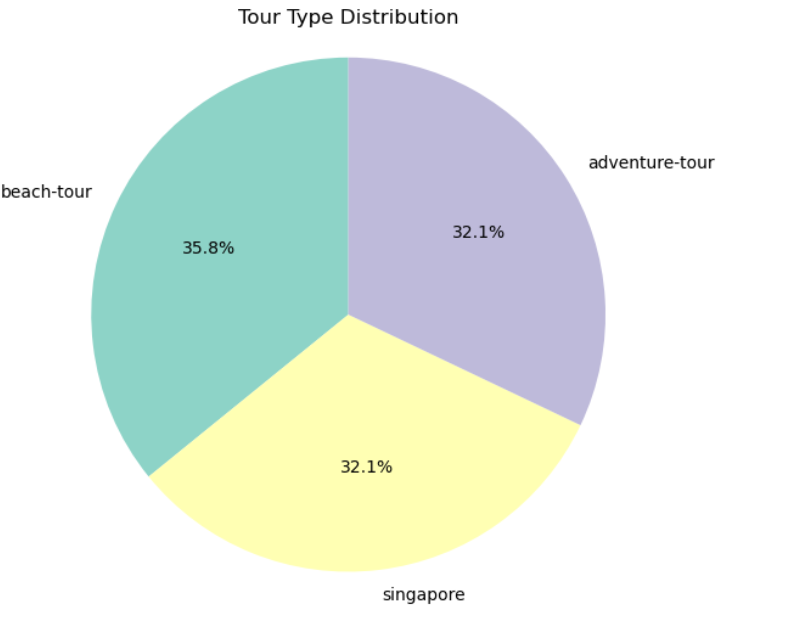 Tour Type Distribution
adventure-tour
beach-tour
32.1%
35.8%
32.1%
singapore